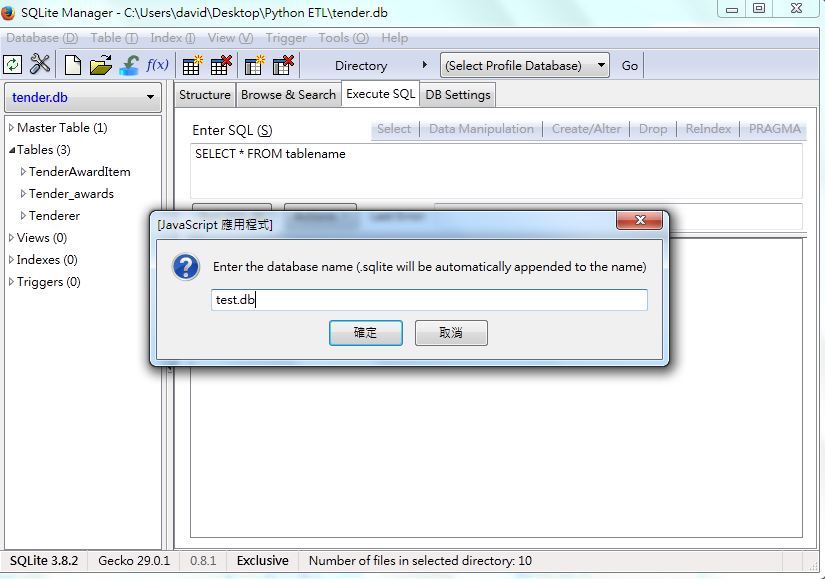 SQLite Manager - C:\Users\david\Desktop\Python ETL\tender.db
Database (D) Table (T) Index (I) View (V) Trigger Tools (O) Help
f(x) Directory (Select Profile Database) Go
tender.db
Structure Browse & Search Execute SQL DB Settings
Master Table (1)
Tables (3)
TenderAwardItem
Tender_awards
Tenderer
Views (0)
Indexes (0)
Triggers (0)
Enter SQL (S) Select Data Manipulation Create/Alter Drop ReIndex PRAGMA
SELECT * FROM tablename
[JavaScript 應用程式]
Enter the database name (.sqlite will be automatically appended to the name)
test.db
確定 取消
SQLite 3.8.2 Gecko 29.0.1 0.8.1 Exclusive Number of files in selected directory: 10